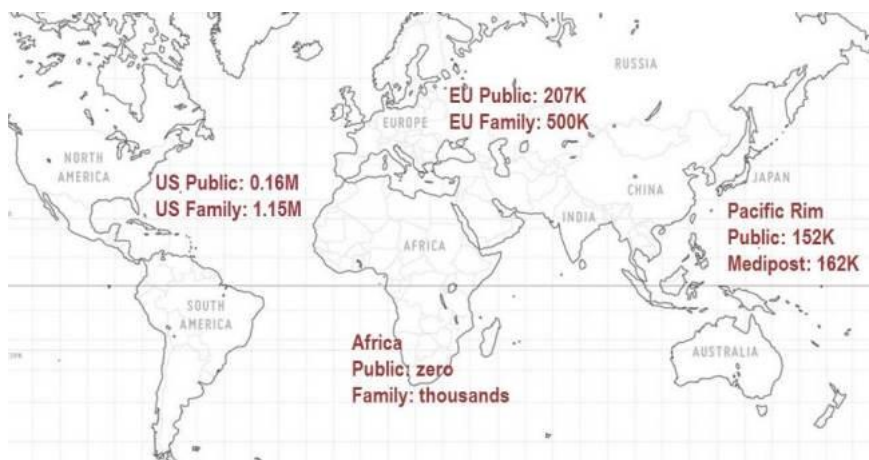 RUSSIA
EU Public: 207K
EU Family: 500K
EUROPE
NORTH
AMERICA
US Public: 0.16M
US Family: 1.15M
CHINA
JAPAN
INDIA
AFRICA
Pacific Rim
Public: 152K
Medipost: 162K
SOUTH
AMERICA
Africa
Public: zero
Family: thousands
AUSTRALIA